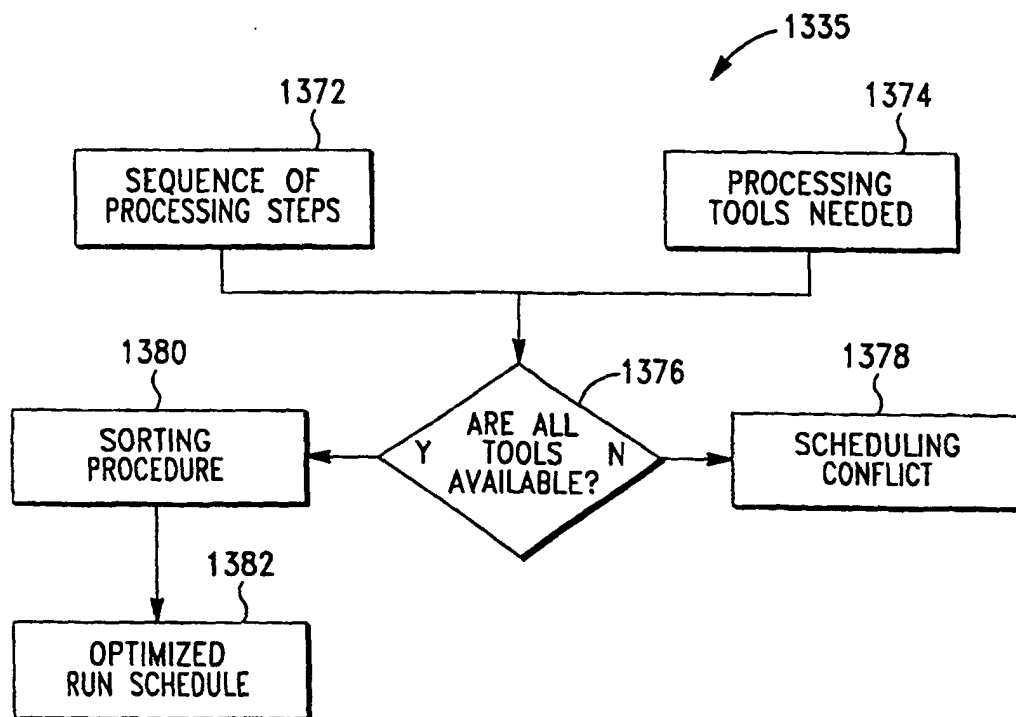 1335
1372
1374
SEQUENCE OF
PROCESSING STEPS
PROCESSING
TOOLS NEEDED
1380
1376
1378
SORTING
PROCEDURE
Y
ARE ALL
TOOLS
AVAILABLE?
N
SCHEDULING
CONFLICT
1382
OPTIMIZED
RUN SCHEDULE